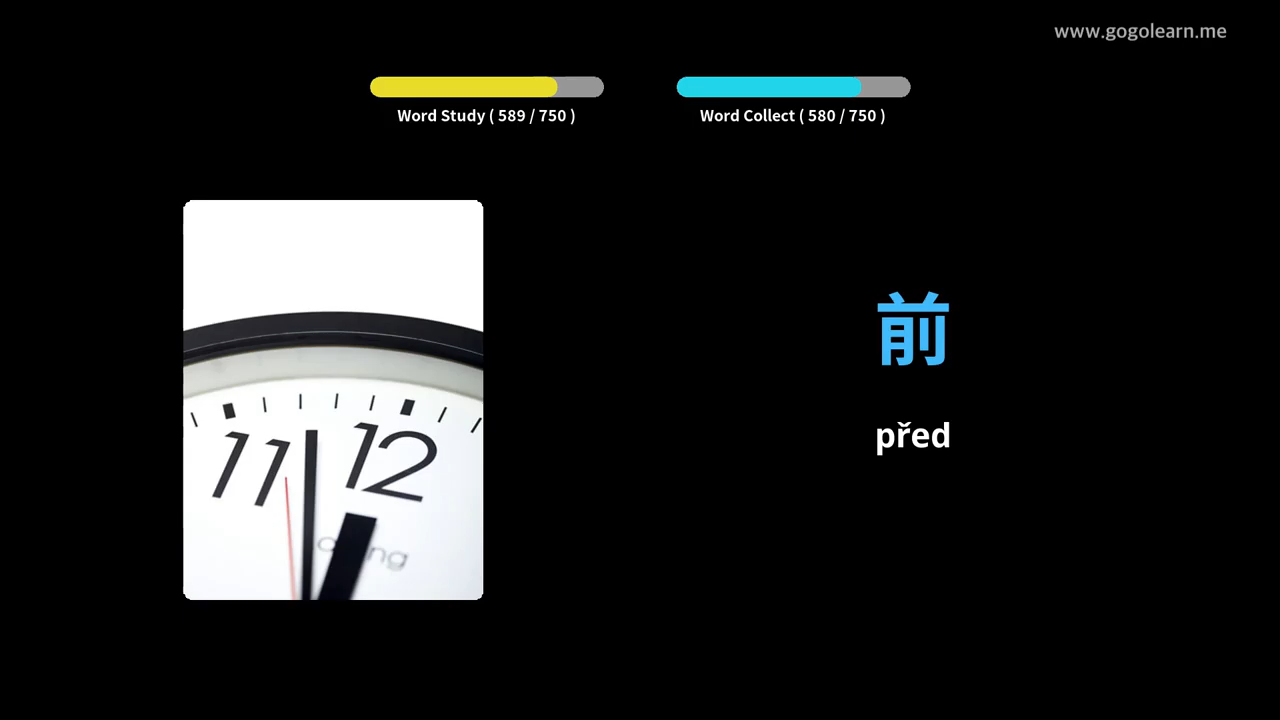 www.gogolearn.me
Word Study ( 589 / 750 )
Word Collect ( 580 / 750 )
前
před
11
12